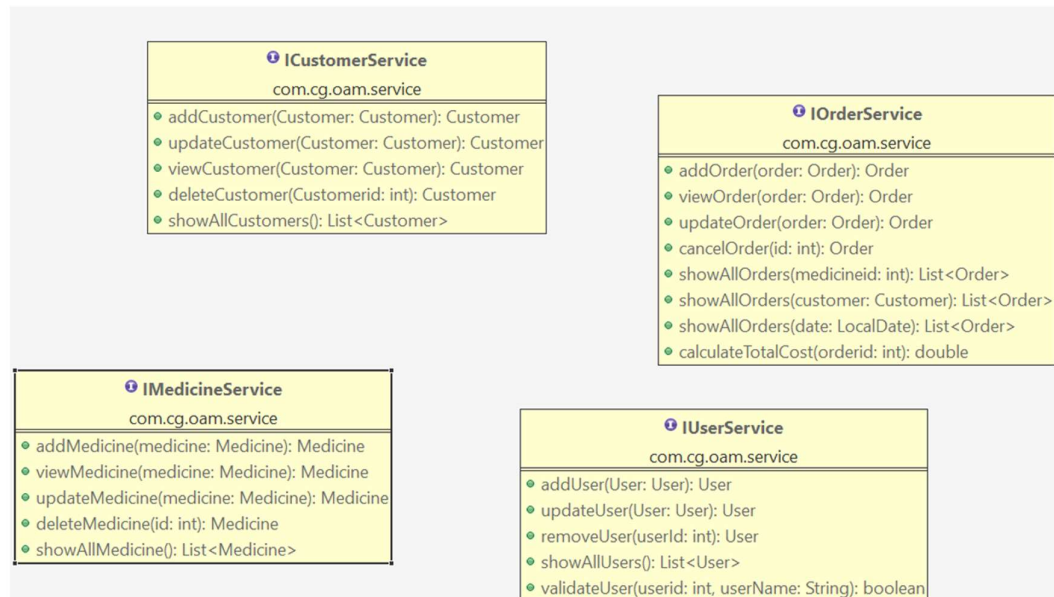 ICustomerService
com.cg.oam.service
addCustomer(Customer: Customer): Customer
updateCustomer(Customer: Customer): Customer
viewCustomer(Customer: Customer): Customer
deleteCustomer(Customerid: int): Customer
showAllCustomers(): List<Customer>
IOrderService
com.cg.oam.service
addOrder(order: Order): Order
viewOrder(order: Order): Order
updateOrder(order: Order): Order
cancelOrder(id: int): Order
showAllOrders(medicineid: int): List<Order>
showAllOrders(customer: Customer): List<Order>
showAllOrders(date: LocalDate): List<Order>
calculateTotalCost(orderid: int): double
IMedicineService
com.cg.oam.service
addMedicine(medicine: Medicine): Medicine
viewMedicine(medicine: Medicine): Medicine
updateMedicine(medicine: Medicine): Medicine
deleteMedicine(id: int): Medicine
showAllMedicine(): List<Medicine>
IUserService
com.cg.oam.service
addUser(User: User): User
updateUser(User: User): User
removeUser(userId: int): User
showAllUsers(): List<User>
validateUser(userid: int, userName: String): boolean